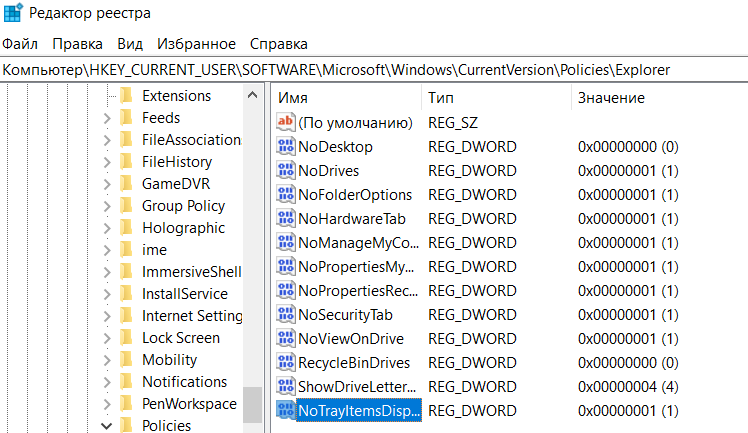 Редактор реестра
Файл Правка Вид Избранное Справка
Компьютер\HKEY_CURRENT_USER\SOFTWARE\Microsoft\Windows\CurrentVersion\Policies\Explorer
Extensions
Feeds
FileAssociation
FileHistory
GameDVR
Group Policy
Holographic
ime
ImmersiveShell
InstallService
Internet Setting
Lock Screen
Mobility
Notifications
PenWorkspace
Policies
Имя Тип Значение
ab (По умолчанию) REG_SZ
NoDesktop REG_DWORD 0x00000000 (0)
NoDrives REG_DWORD 0x00000001 (1)
NoFolderOptions REG_DWORD 0x00000001 (1)
NoHardwareTab REG_DWORD 0x00000001 (1)
NoManageMyCo... REG_DWORD 0x00000001 (1)
NoPropertiesMy... REG_DWORD 0x00000001 (1)
NoPropertiesRec... REG_DWORD 0x00000001 (1)
NoSecurityTab REG_DWORD 0x00000001 (1)
NoViewOnDrive REG_DWORD 0x00000001 (1)
RecycleBinDrives REG_DWORD 0x00000000 (0)
ShowDriveLetter... REG_DWORD 0x00000004 (4)
NoTrayItemsDisp... REG_DWORD 0x00000001 (1)